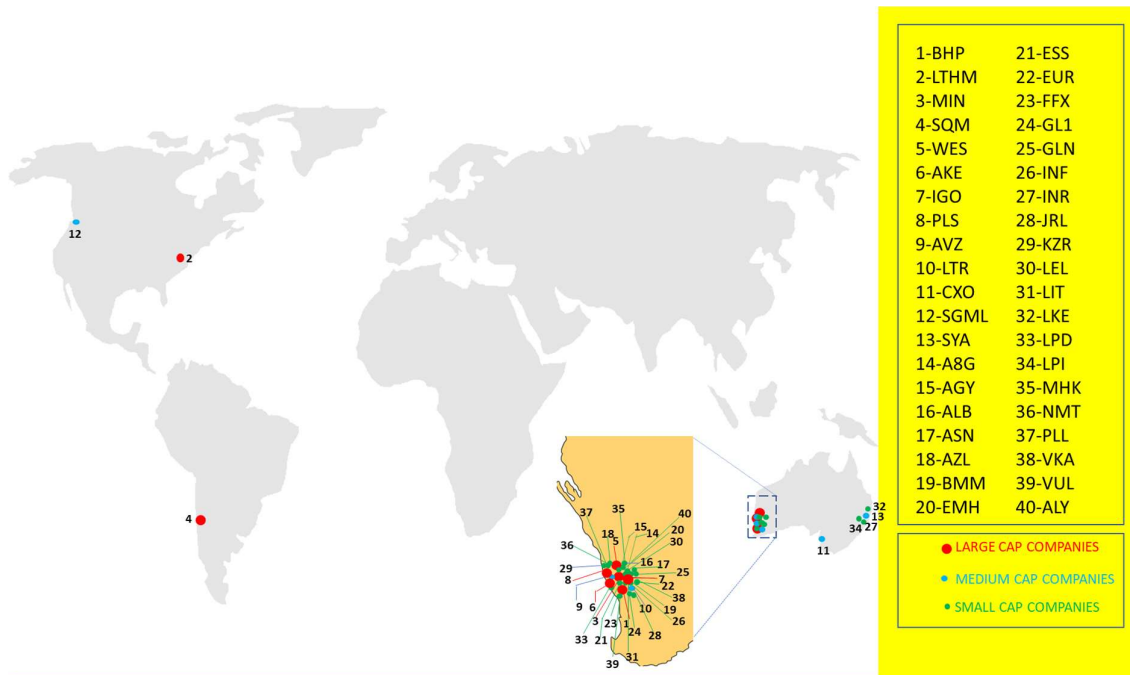 1-BHP 21-ESS
2-LTHM 22-EUR
3-MIN 23-FFX
4-SQM 24-GL1
5-WES 25-GLN
6-AKE 26-INF
7-IGO 27-INR
8-PLS 28-JRL
9-AVZ 29-KZR
10-LTR 30-LEL
11-CXO 31-LIT
12-SGML 32-LKE
13-SYA 33-LPD
14-A8G 34-LPI
15-AGY 35-MHK
16-ALB 36-NMT
17-ASN 37-PLL
18-AZL 38-VKA
19-BMM 39-VUL
20-EMH 40-ALY
LARGE CAP COMPANIES
MEDIUM CAP COMPANIES
SMALL CAP COMPANIES
12
2
4
35
37
40
15
20
18
5
14
30
36
16
17
29
25
8
7
22
38
9
6
10
19
3
23
1
26
33
21
24
28
31
39
32
13
34
27
11